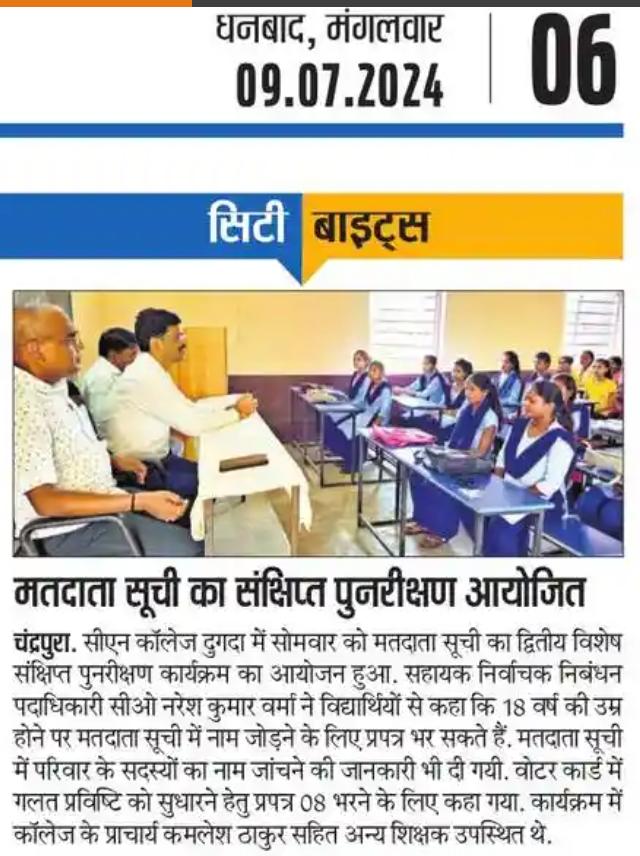 धनबाद, मंगलवार
09.07.2024
06
सिटी बाइट्स
मतदाता सूची का संक्षिप्त पुनरीक्षण आयोजित
चंद्रपुरा. सीएन कॉलेज दुगदा में सोमवार को मतदाता सूची का द्वितीय विशेष
संक्षिप्त पुनरीक्षण कार्यक्रम का आयोजन हुआ. सहायक निर्वाचक निबंधन
पदाधिकारी सीओ नरेश कुमार वर्मा ने विद्यार्थियों से कहा कि 18 वर्ष की उम्र
होने पर मतदाता सूची में नाम जोड़ने के लिए प्रपत्र भर सकते हैं. मतदाता सूची
में परिवार के सदस्यों का नाम जांचने की जानकारी भी दी गयी. वोटर कार्ड में
गलत प्रविष्टि को सुधारने हेतु प्रपत्र 08 भरने के लिए कहा गया. कार्यक्रम में
कॉलेज के प्राचार्य कमलेश ठाकुर सहित अन्य शिक्षक उपस्थित थे.